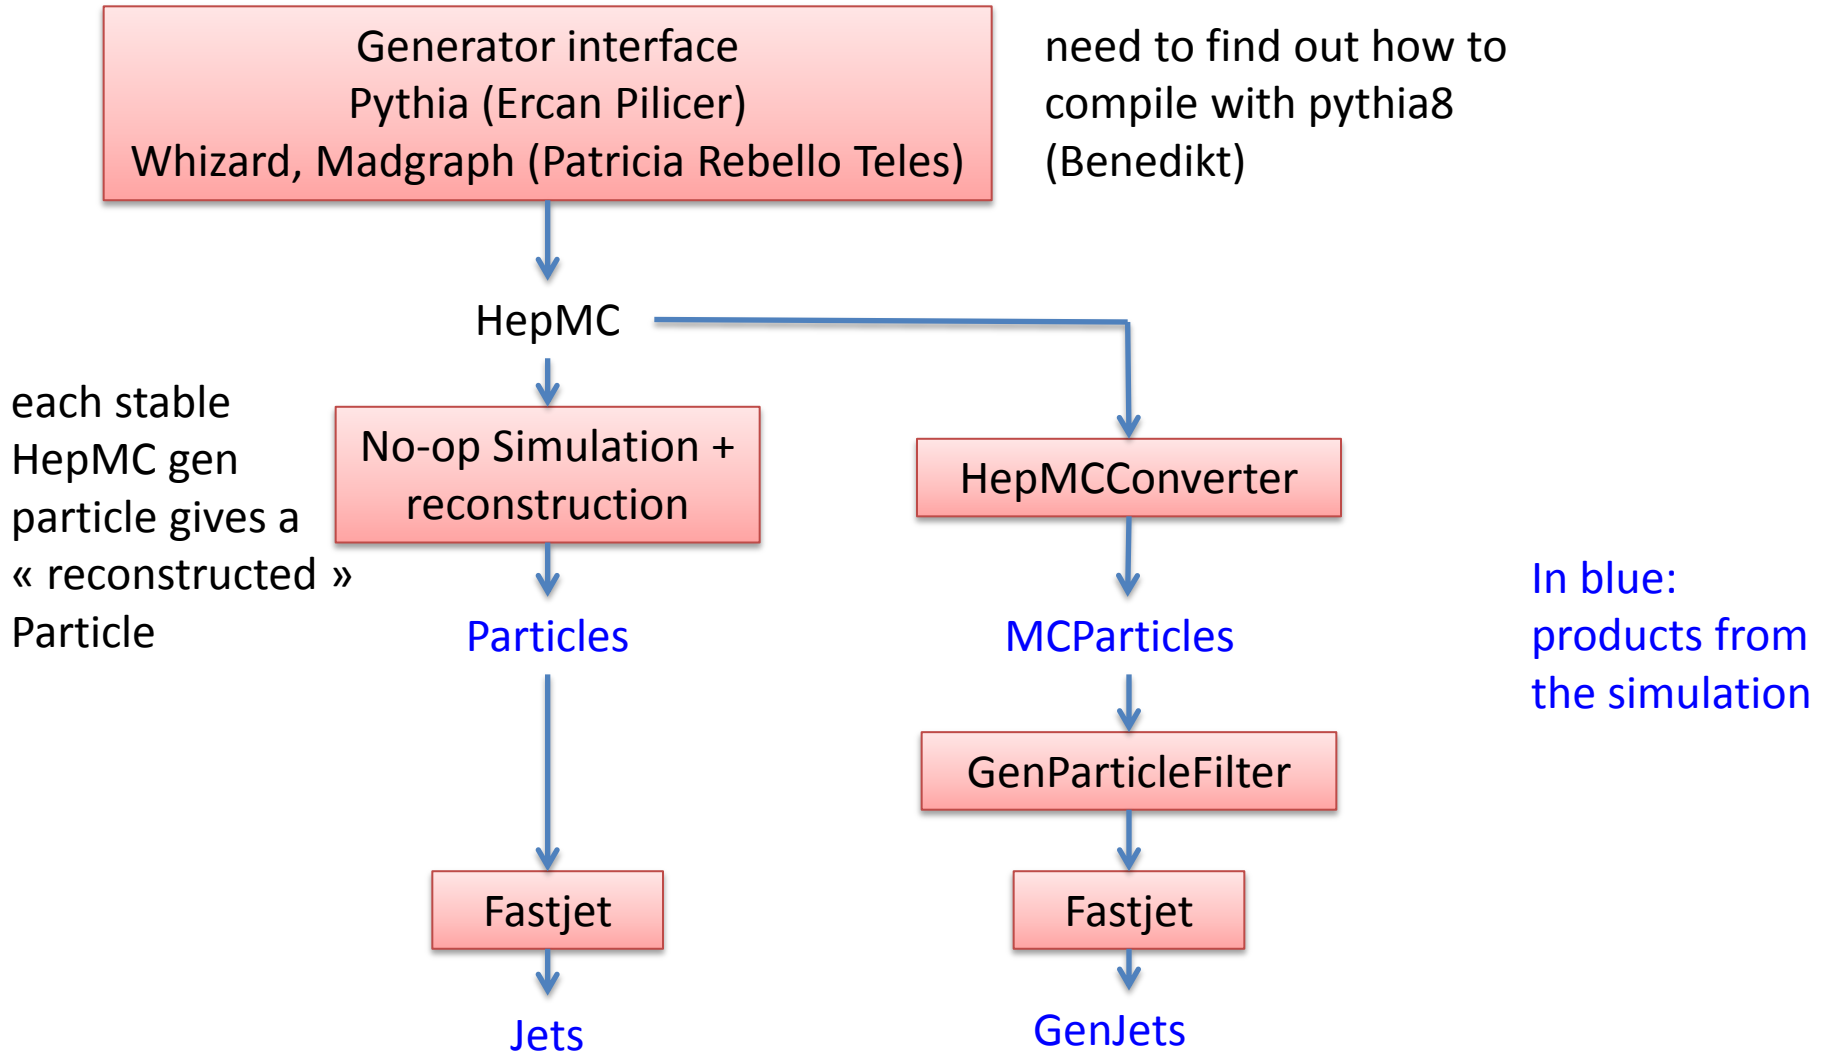 Generator interface
Pythia (Ercan Pilicer)
Whizard, Madgraph (Patricia Rebello Teles)
need to find out how to
compile with pythia8
(Benedikt)
HepMC
each stable
HepMC gen
particle gives a
« reconstructed »
Particle
No-op Simulation +
reconstruction
HepMCConverter
In blue:
products from
the simulation
Particles
MCParticles
GenParticleFilter
Fastjet
Fastjet
Jets
GenJets